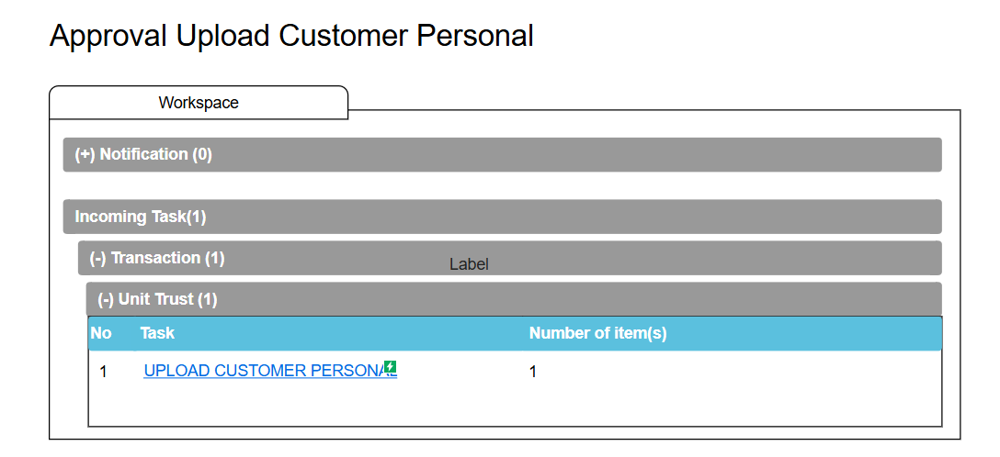 Approval Upload Customer Personal
Workspace
(+) Notification (0)
Incoming Task(1)
(-) Transaction (1)
Label
(-) Unit Trust (1)
No Task Number of item(s)
1 UPLOAD CUSTOMER PERSONAL 1